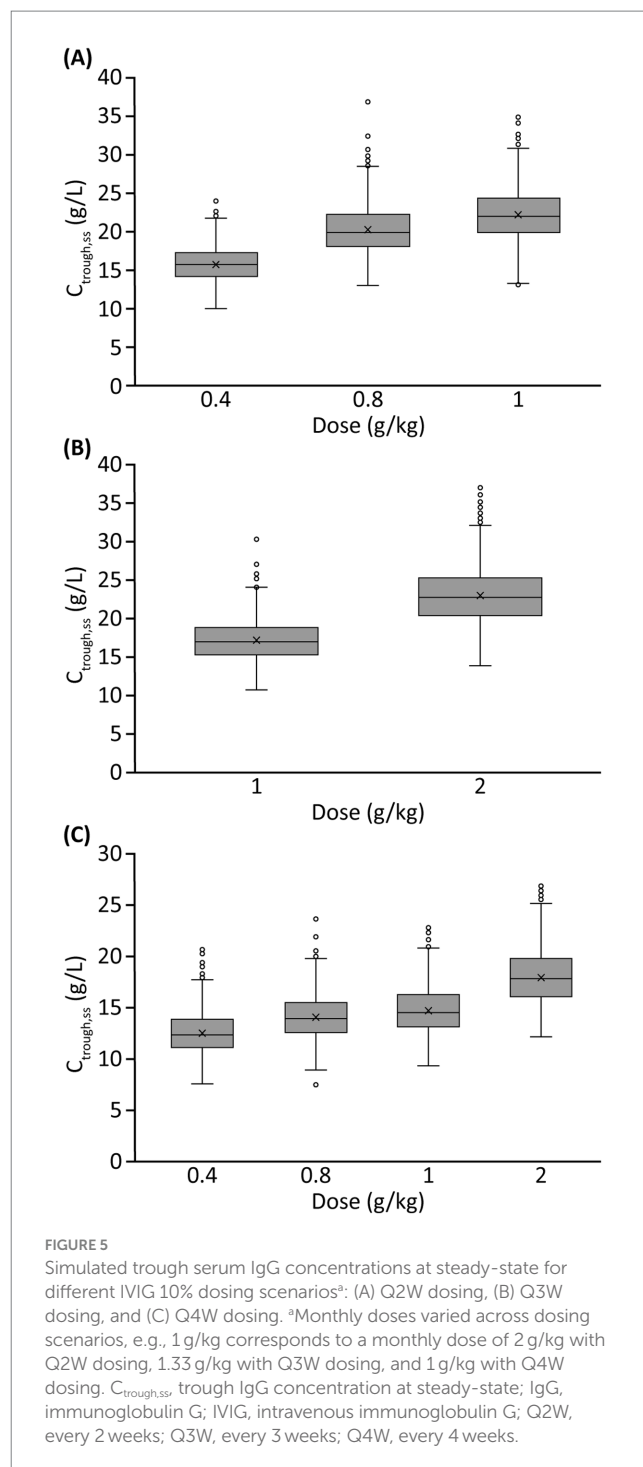 (A)
40
35
30
25
20
15
10
5
0
C trough,ss (g/L)
0.4 0.8 1
Dose (g/kg)
(B)
40
35
30
25
20
15
10
5
0
C trough,ss (g/L)
1 2
Dose (g/kg)
(C)
30
25
20
15
10
5
0
C trough,ss (g/L)
0.4 0.8 1 2
Dose (g/kg)
FIGURE 5
Simulated trough serum IgG concentrations at steady-state for
different IVIG 10% dosing scenariosᵃ: (A) Q2W dosing, (B) Q3W
dosing, and (C) Q4W dosing. ᵃMonthly doses varied across dosing
scenarios, e.g., 1 g/kg corresponds to a monthly dose of 2 g/kg with
Q2W dosing, 1.33 g/kg with Q3W dosing, and 1 g/kg with Q4W
dosing. C trough,ss, trough IgG concentration at steady-state; IgG,
immunoglobulin G; IVIG, intravenous immunoglobulin G; Q2W,
every 2 weeks; Q3W, every 3 weeks; Q4W, every 4 weeks.